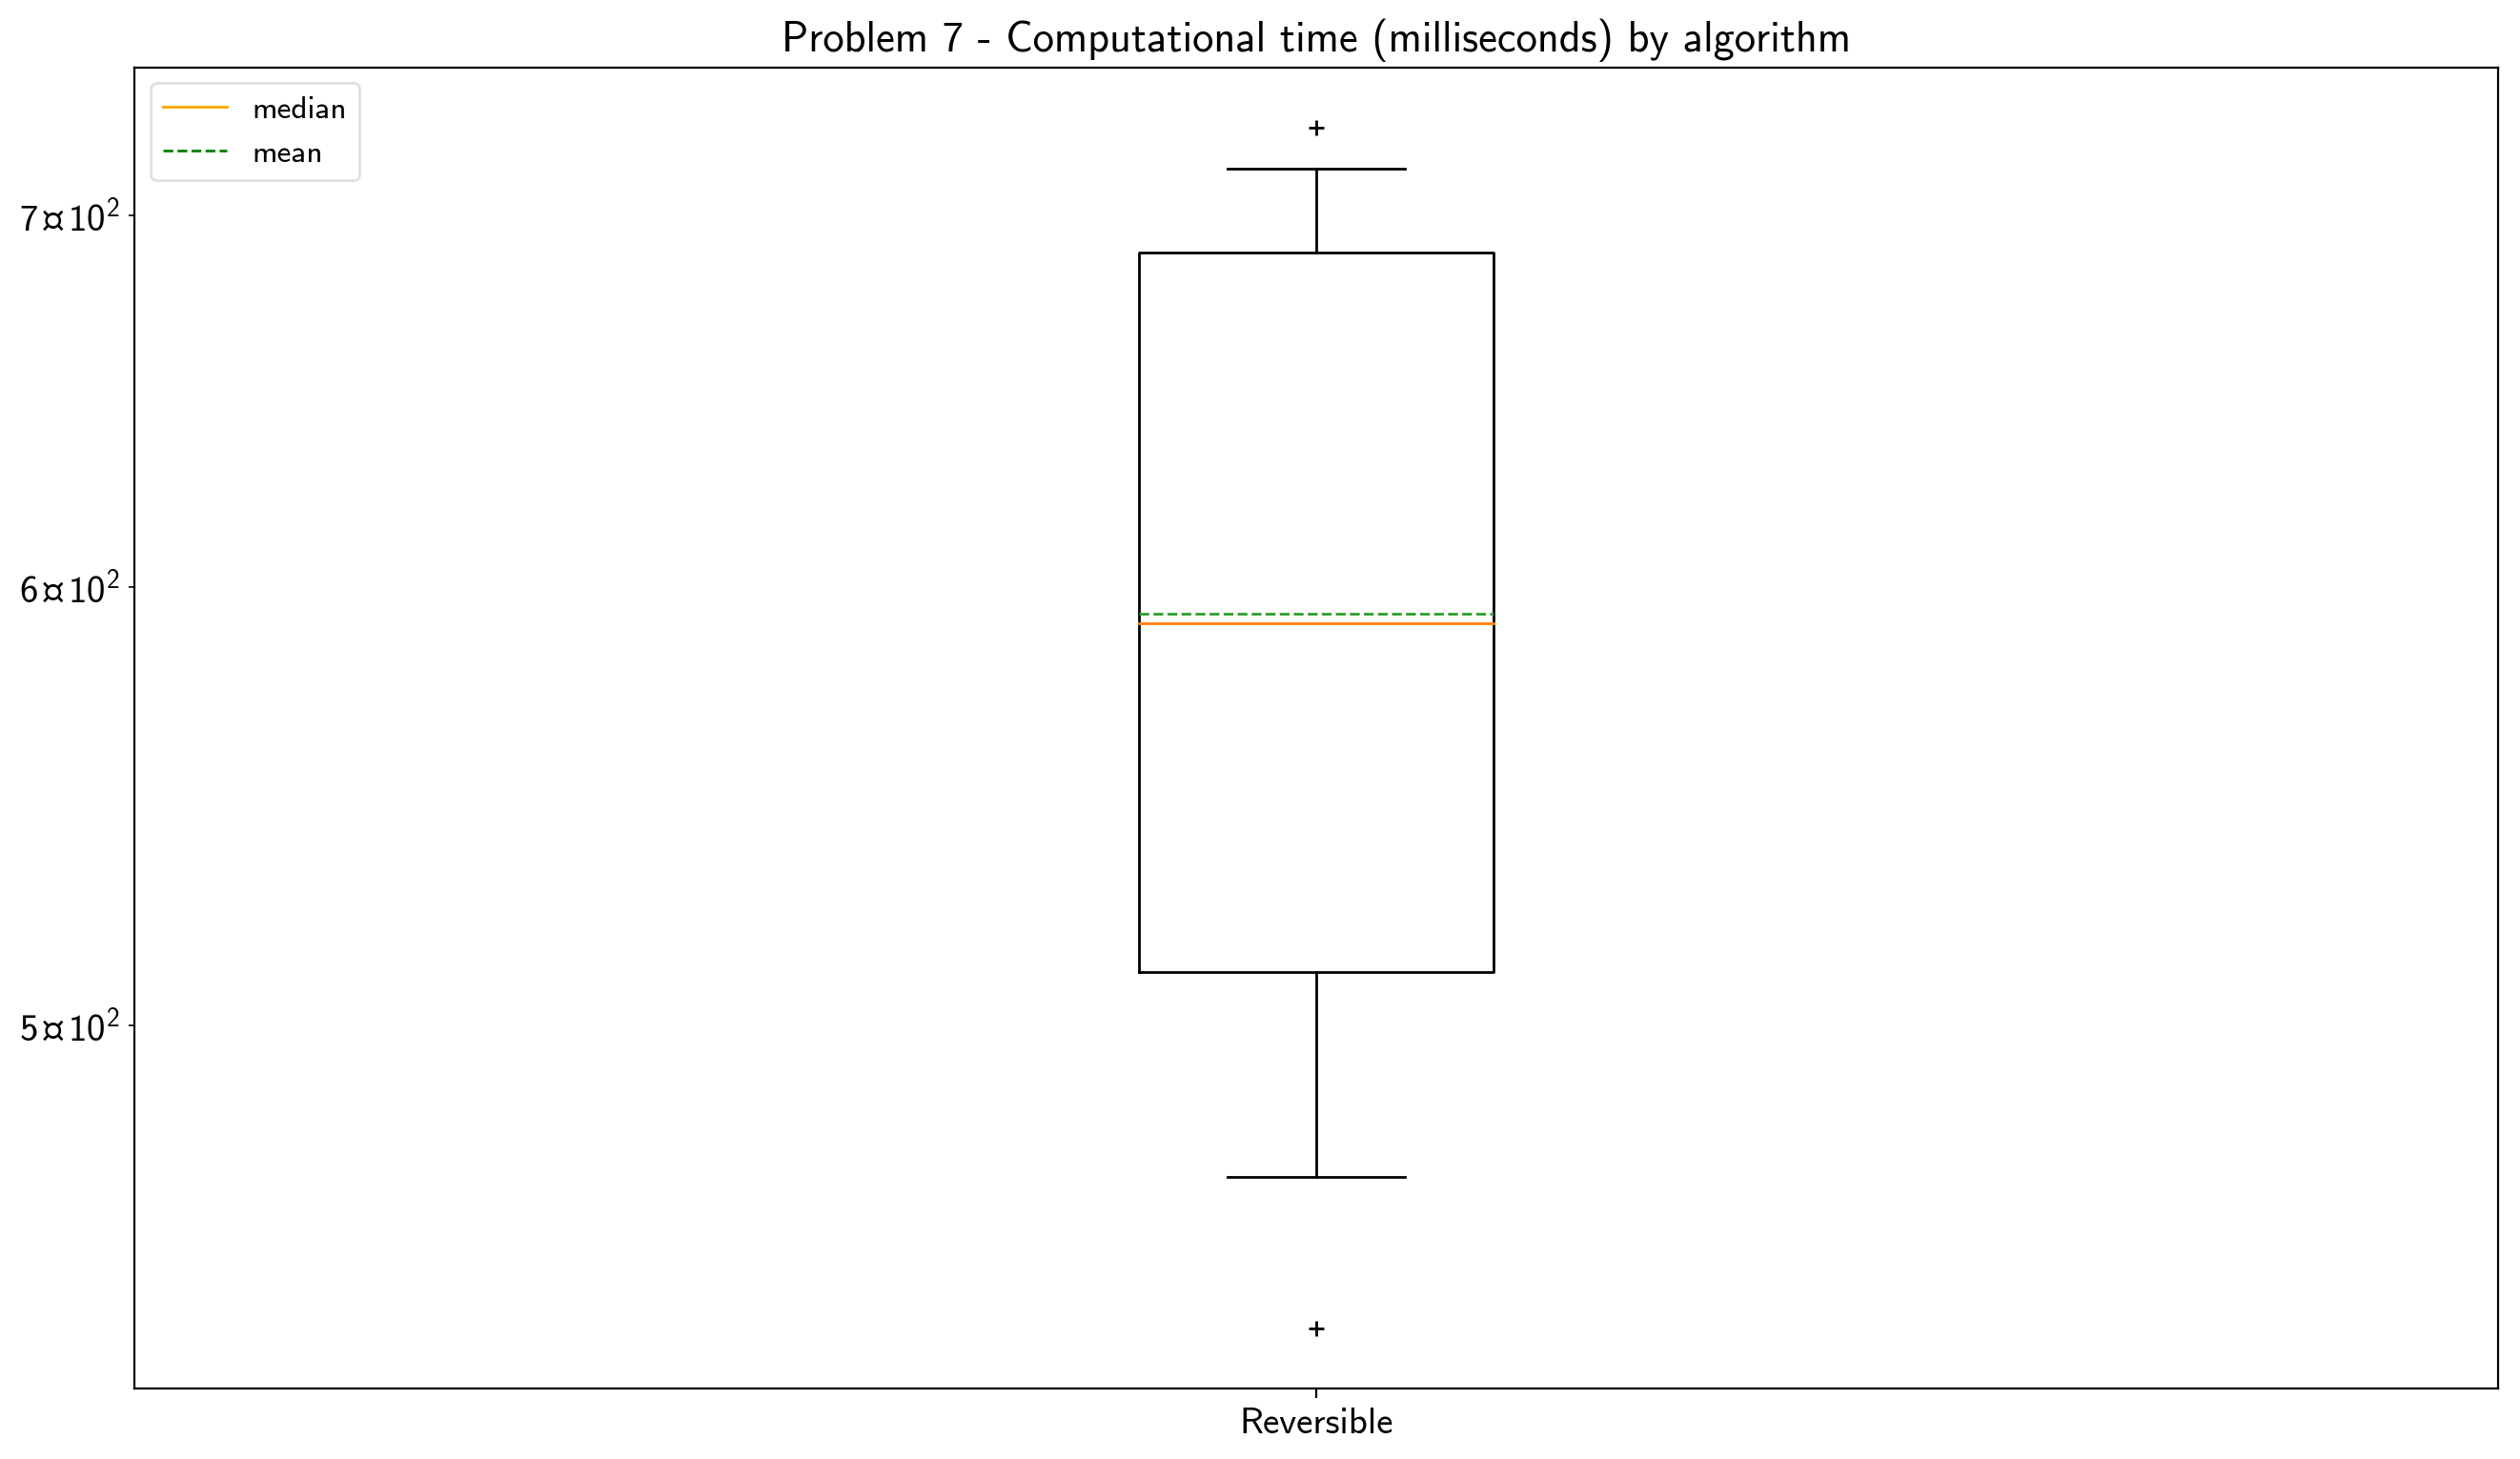 Problem 7 - Computational time (milliseconds) by algorithm
median
mean
7¤10²
6¤10²
5¤10²
Reversible